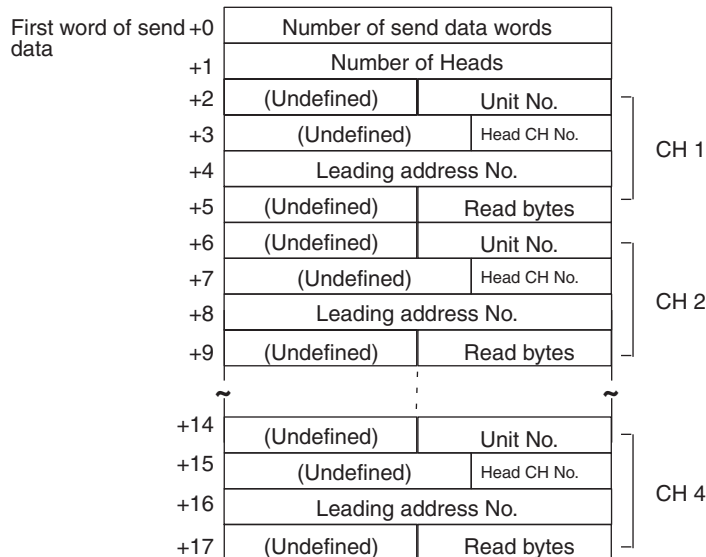 First word of send data +0 Number of send data words
+1 Number of Heads
+2 (Undefined) Unit No.
+3 (Undefined) Head CH No.
CH 1
+4 Leading address No.
+5 (Undefined) Read bytes
+6 (Undefined) Unit No.
+7 (Undefined) Head CH No.
CH 2
+8 Leading address No.
+9 (Undefined) Read bytes
~ ~
+14 (Undefined) Unit No.
+15 (Undefined) Head CH No.
CH 4
+16 Leading address No.
+17 (Undefined) Read bytes